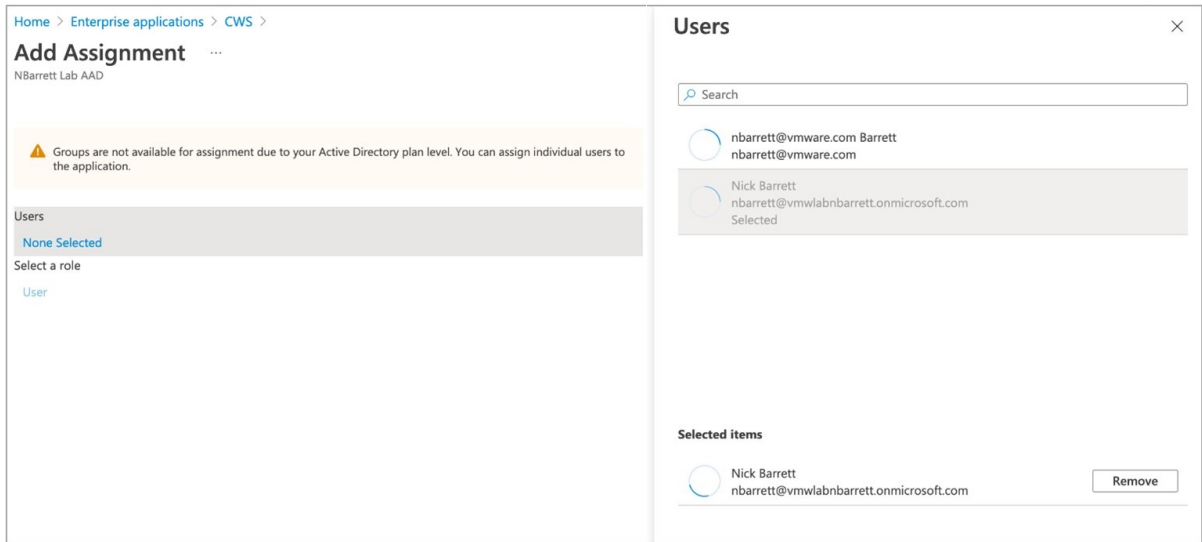 Home > Enterprise applications > CWS >
Add Assignment ...
NBarrett Lab AAD
Groups are not available for assignment due to your Active Directory plan level. You can assign individual users to
the application.
Users
None Selected
Select a role
User
Users
Search
nbarrett@vmware.com Barrett
nbarrett@vmware.com
Nick Barrett
nbarrett@vmwlabnbarrett.onmicrosoft.com
Selected
Selected items
Nick Barrett
nbarrett@vmwlabnbarrett.onmicrosoft.com
Remove